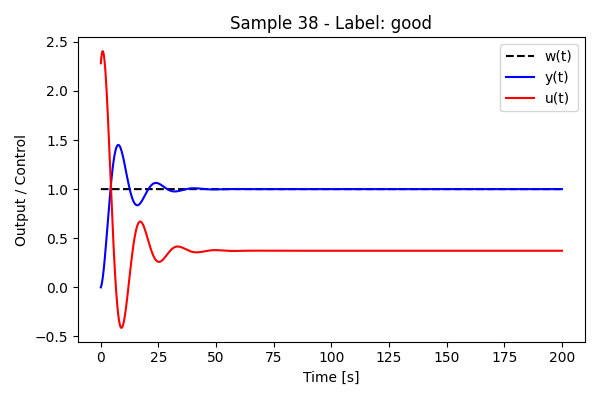 Sample 38 - Label: good
w(t)
y(t)
u(t)
Output / Control
2.5
2.0
1.5
1.0
0.5
0.0
−0.5
0 25 50 75 100 125 150 175 200
Time [s]